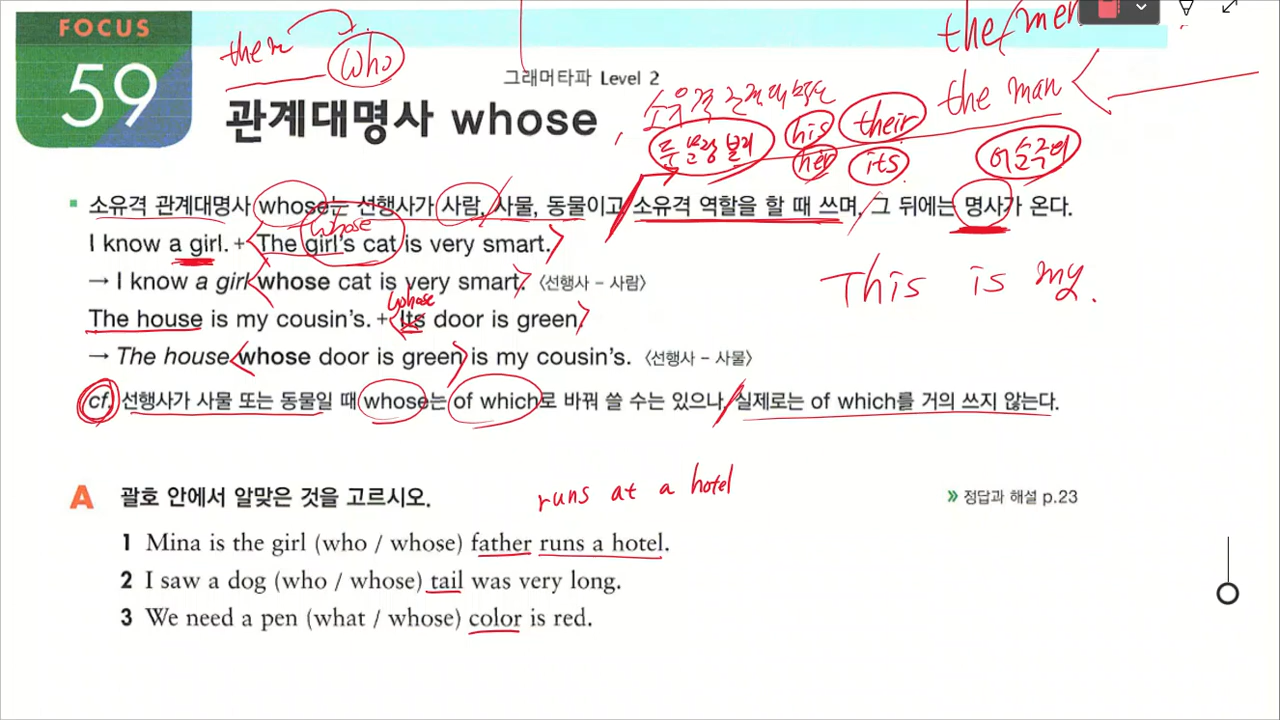 FOCUS
59
them
who
the men
그래머타파 Level 2
관계대명사 whose
소유격 관계대명사
his
their
the man
뚜껑
her
its
소유격 관계대명사 whose는 선행사가 사람, 사물, 동물이고 소유격 역할을 할 때 쓰며, 그 뒤에는 명사가 온다.
whose
I know a girl. + The girl's cat is very smart.
→ I know a girl whose cat is very smart. 〈선행사 – 사람〉
This is my.
whose
The house is my cousin's. + Its door is green.
→ The house whose door is green is my cousin's. 〈선행사 – 사물〉
cf. 선행사가 사물 또는 동물일 때 whose는 of which로 바꿔 쓸 수는 있으나, 실제로는 of which를 거의 쓰지 않는다.
runs at a hotel
A 괄호 안에서 알맞은 것을 고르시오.
» 정답과 해설 p.23
1 Mina is the girl (who / whose) father runs a hotel.
2 I saw a dog (who / whose) tail was very long.
3 We need a pen (what / whose) color is red.